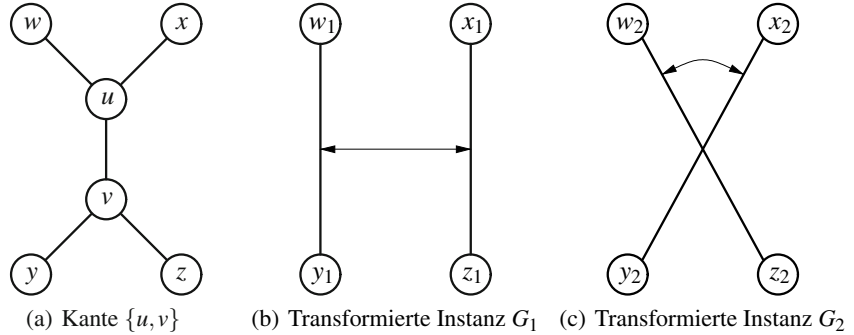 w x w₁ x₁ w₂ x₂
u
v
y z y₁ z₁ y₂ z₂
(a) Kante {u,v} (b) Transformierte Instanz G₁ (c) Transformierte Instanz G₂